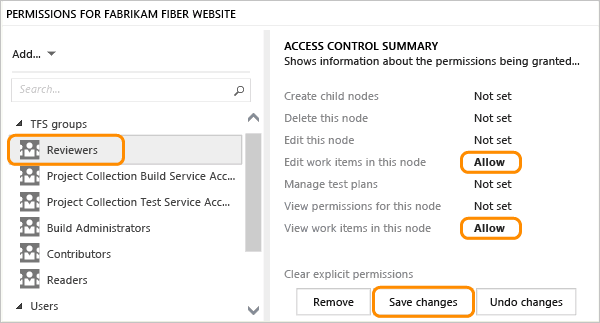 PERMISSIONS FOR FABRIKAM FIBER WEBSITE
Add...
Search...
TFS groups
Reviewers
Project Collection Build Service Acc...
Project Collection Test Service Acc...
Build Administrators
Contributors
Readers
Users
ACCESS CONTROL SUMMARY
Shows information about the permissions being granted...
Create child nodes Not set
Delete this node Not set
Edit this node Not set
Edit work items in this node Allow
Manage test plans Not set
View permissions for this node Not set
View work items in this node Allow
Clear explicit permissions
Remove Save changes Undo changes